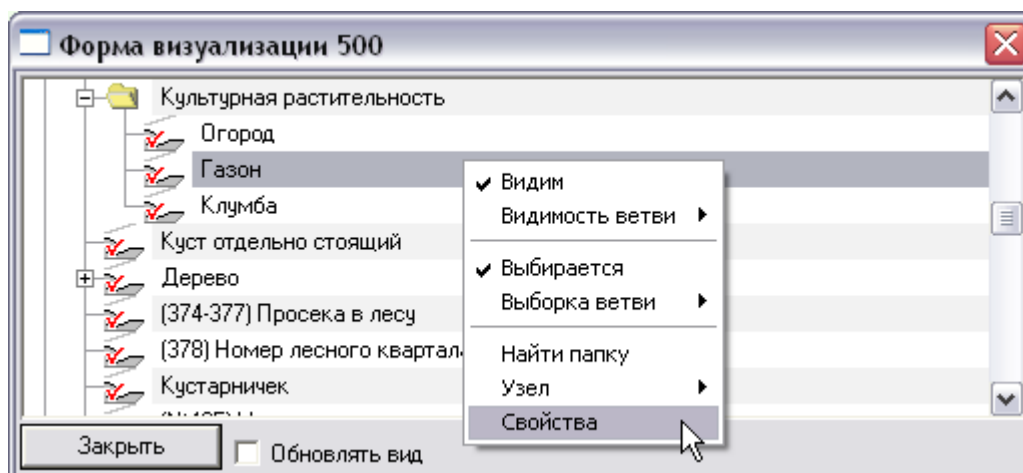 Форма визуализации 500
Культурная растительность
Огород
Газон
Клумба
Куст отдельно стоящий
Дерево
(374-377) Просека в лесу
(378) Номер лесного
Кустарничек
Видим
Видимость ветви
Выбирается
Выборка ветви
Найти папку
Узел
Свойства
Закрыть
Обновлять вид